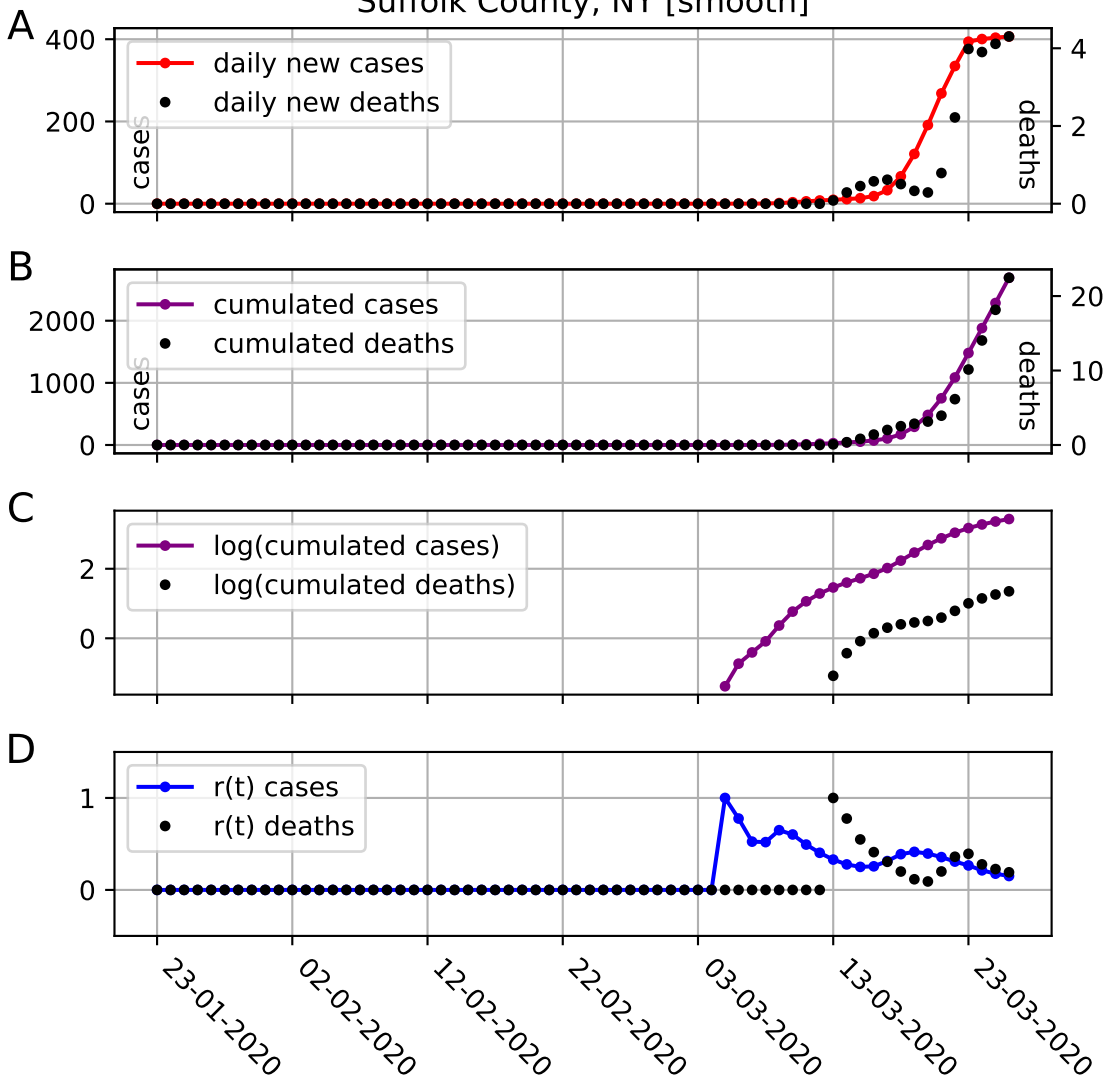 Suffolk County, NY [smooth]
A
400
200
0
4
2
0
daily new cases
daily new deaths
cases
deaths
B
2000
1000
0
20
10
0
cumulated cases
cumulated deaths
cases
deaths
C
2
0
log(cumulated cases)
log(cumulated deaths)
D
1
0
r(t) cases
r(t) deaths
23-01-2020
02-02-2020
12-02-2020
22-02-2020
03-03-2020
13-03-2020
23-03-2020